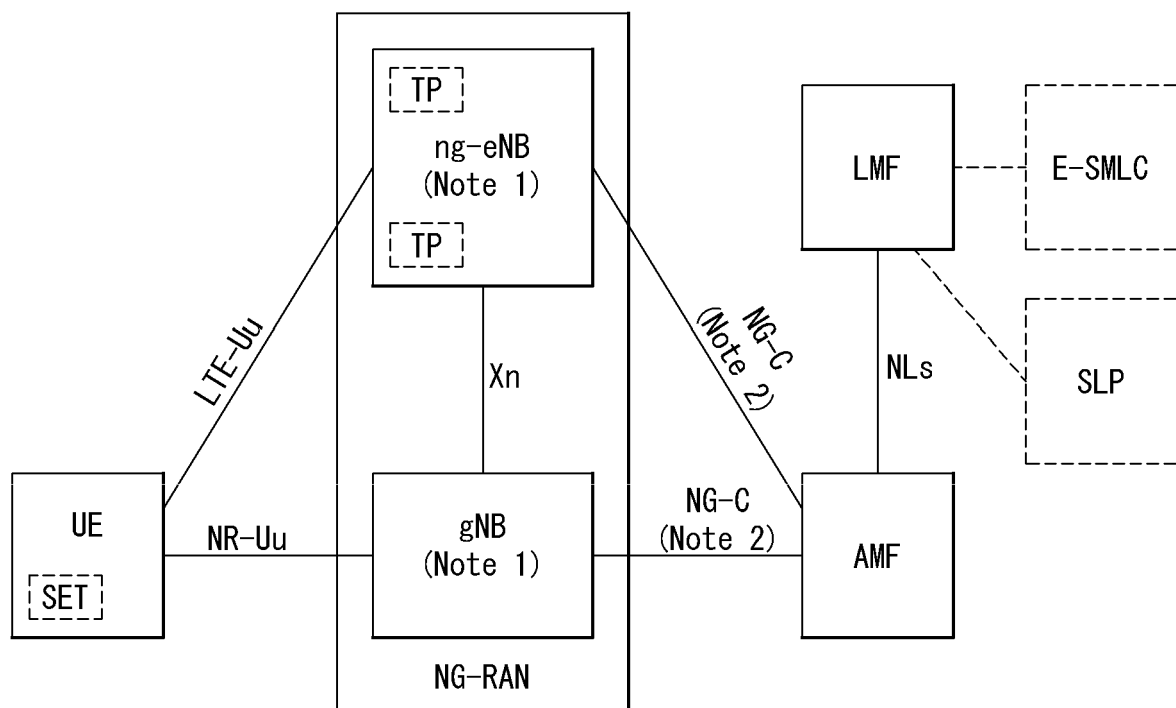 TP
ng-eNB
(Note 1)
TP
LMF
E-SMLC
LTE-Uu
Xn
NG-C
(Note 2)
NLs
SLP
UE
SET
NR-Uu
gNB
(Note 1)
NG-C
(Note 2)
AMF
NG-RAN